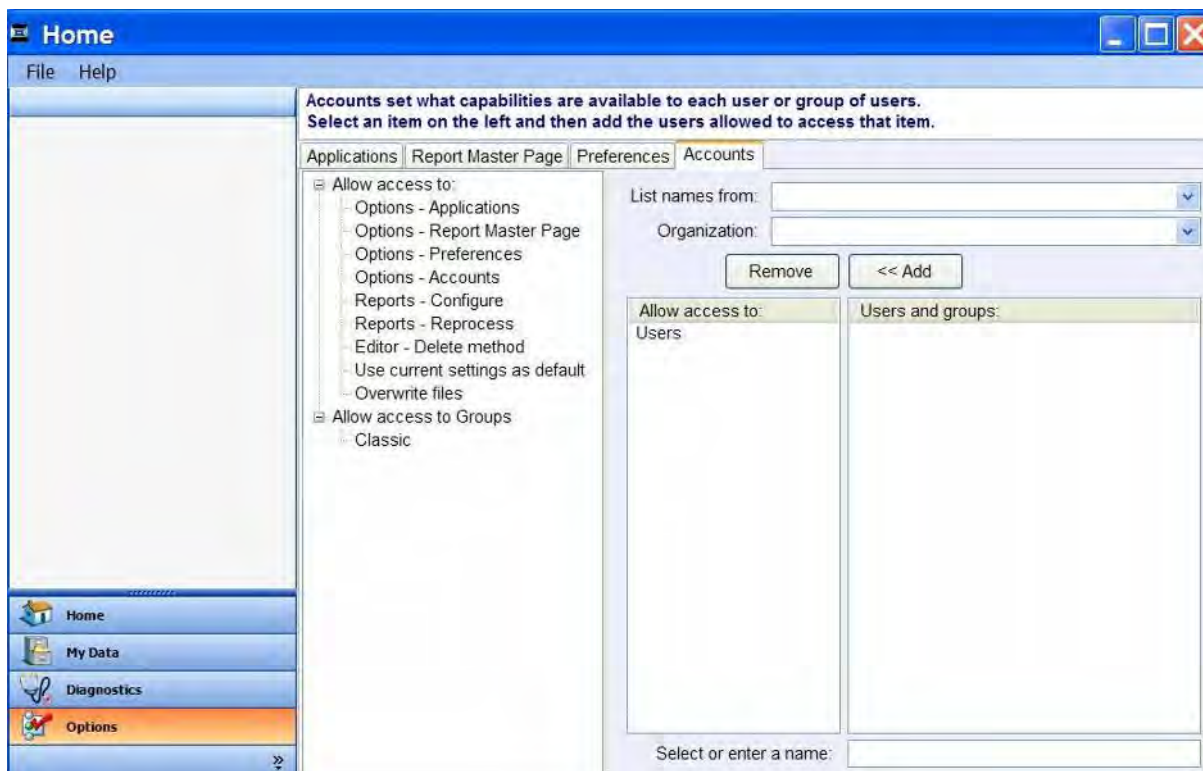 Home
File Help
Accounts set what capabilities are available to each user or group of users.
Select an item on the left and then add the users allowed to access that item.
Applications Report Master Page Preferences Accounts
Allow access to:
Options - Applications
Options - Report Master Page
Options - Preferences
Options - Accounts
Reports - Configure
Reports - Reprocess
Editor - Delete method
Use current settings as default
Overwrite files
Allow access to Groups
Classic
List names from:
Organization:
Remove << Add
Allow access to: Users and groups:
Users
Select or enter a name:
Home
My Data
Diagnostics
Options